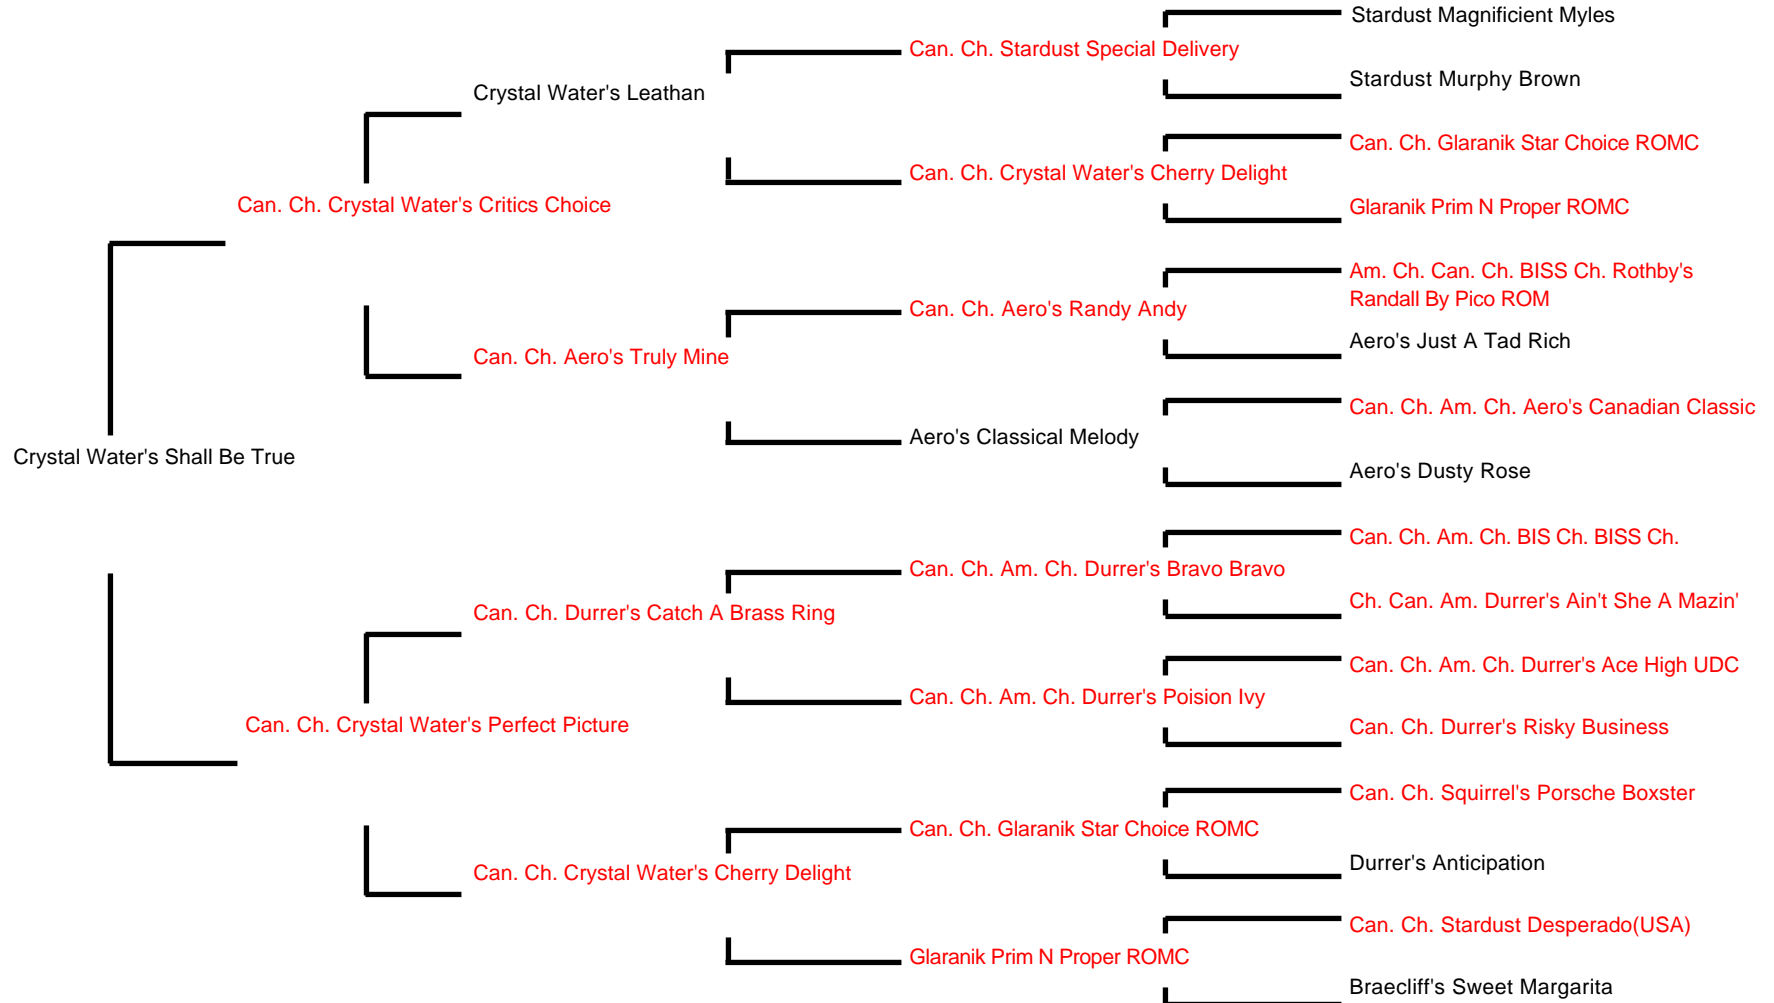 Stardust Magnificient Myles
Can. Ch. Stardust Special Delivery
Stardust Murphy Brown
Crystal Water's Leathan
Can. Ch. Glaranik Star Choice ROMC
Can. Ch. Crystal Water's Cherry Delight
Glaranik Prim N Proper ROMC
Can. Ch. Crystal Water's Critics Choice
Am. Ch. Can. Ch. BISS Ch. Rothby's
Randall By Pico ROM
Can. Ch. Aero's Randy Andy
Aero's Just A Tad Rich
Can. Ch. Aero's Truly Mine
Can. Ch. Am. Ch. Aero's Canadian Classic
Aero's Classical Melody
Aero's Dusty Rose
Crystal Water's Shall Be True
Can. Ch. Am. Ch. BIS Ch. BISS Ch.
Can. Ch. Am. Ch. Durrer's Bravo Bravo
Ch. Can. Am. Durrer's Ain't She A Mazin'
Can. Ch. Durrer's Catch A Brass Ring
Can. Ch. Am. Ch. Durrer's Ace High UDC
Can. Ch. Am. Ch. Durrer's Poision Ivy
Can. Ch. Durrer's Risky Business
Can. Ch. Crystal Water's Perfect Picture
Can. Ch. Squirrel's Porsche Boxster
Can. Ch. Glaranik Star Choice ROMC
Durrer's Anticipation
Can. Ch. Crystal Water's Cherry Delight
Can. Ch. Stardust Desperado(USA)
Glaranik Prim N Proper ROMC
Braecliff's Sweet Margarita